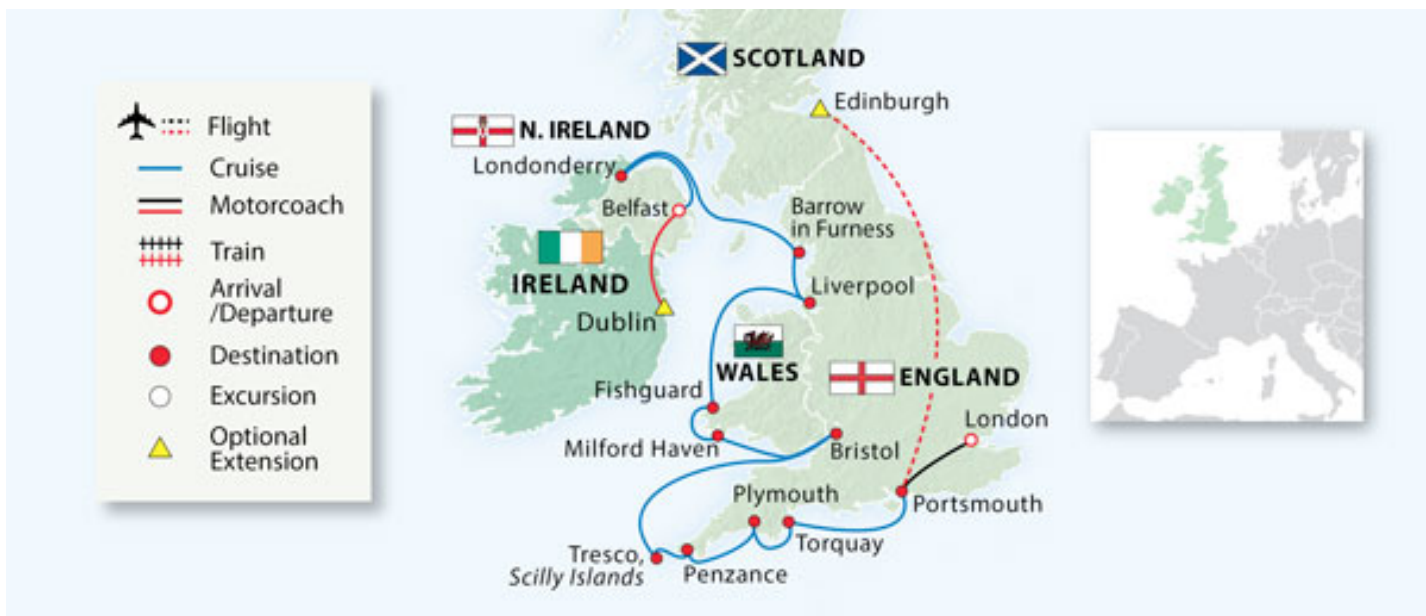 Flight
Cruise
Motorcoach
Train
Arrival
/Departure
Destination
Excursion
Optional
Extension
SCOTLAND
Edinburgh
N. IRELAND
Londonderry
Belfast
Barrow
in Furness
IRELAND
Liverpool
Dublin
WALES
ENGLAND
Fishguard
London
Milford Haven
Bristol
Plymouth
Portsmouth
Torquay
Tresco,
Scilly Islands
Penzance